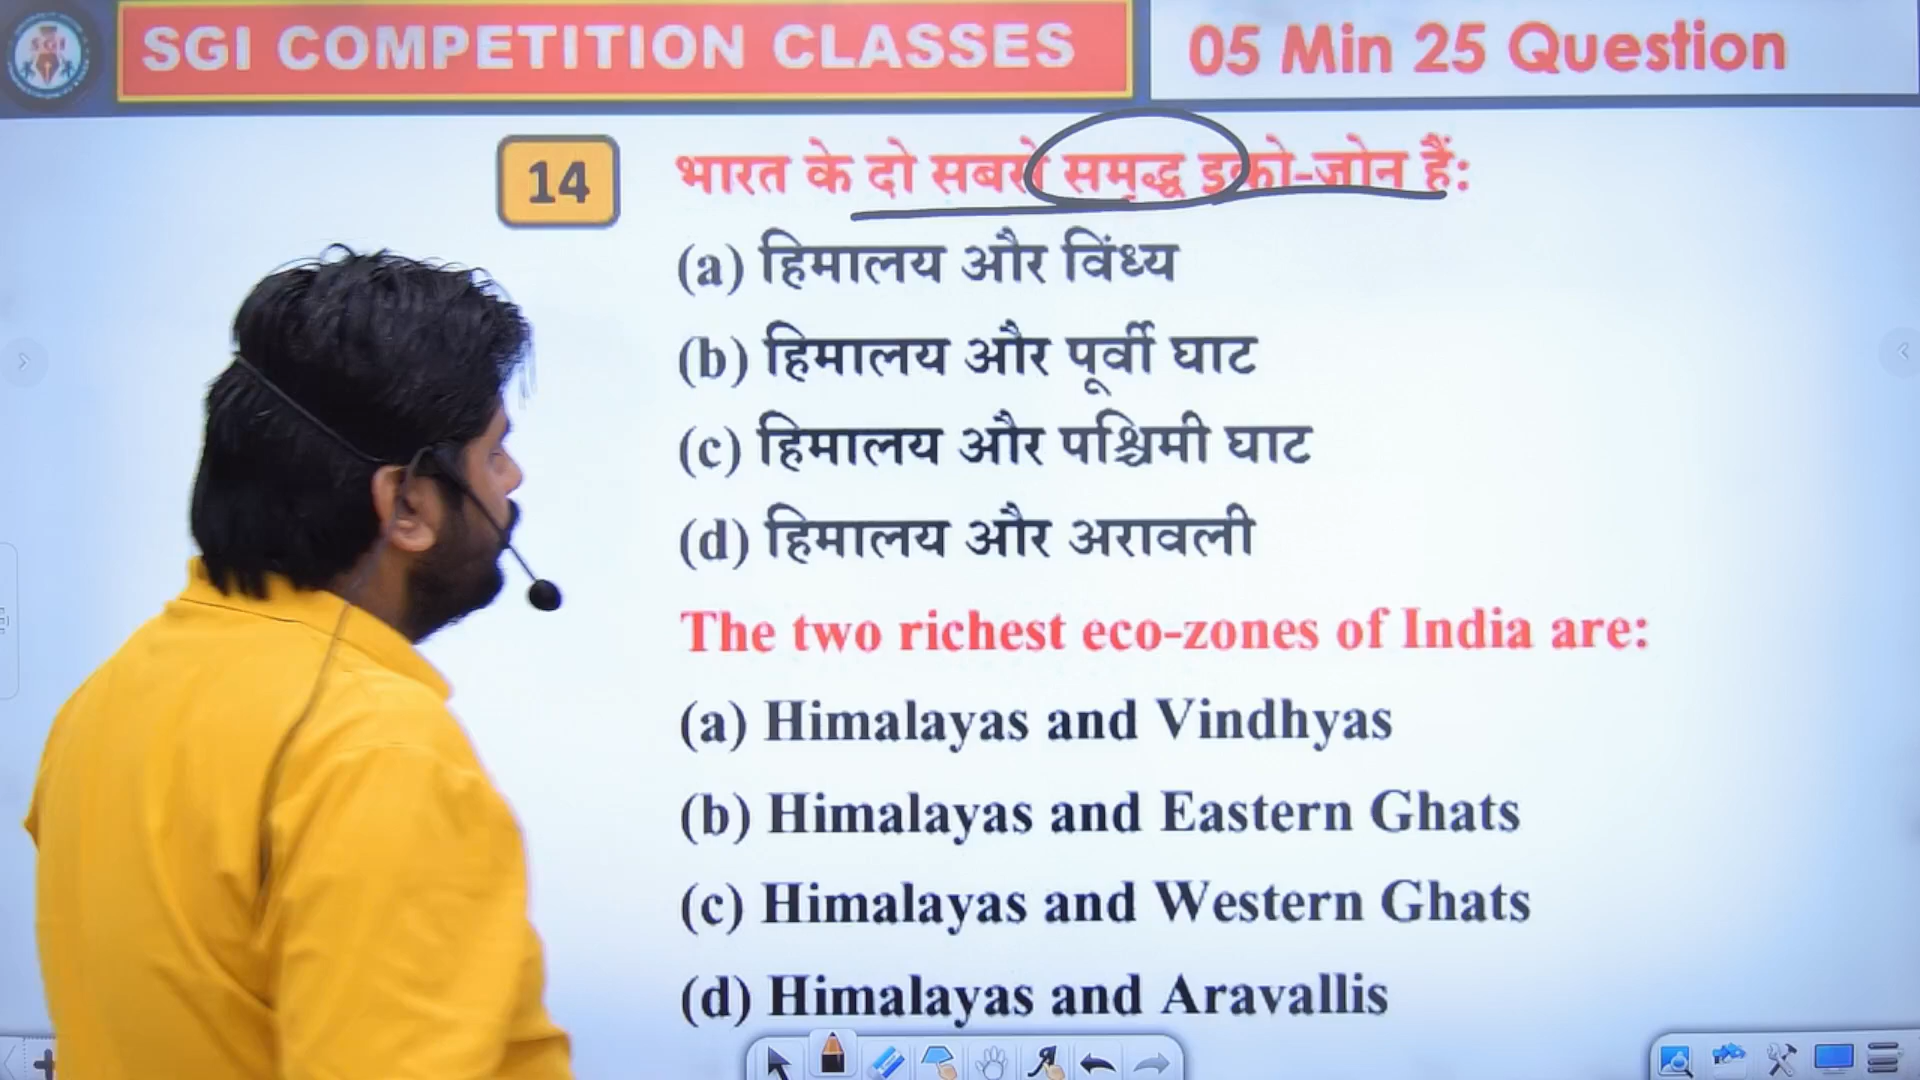 SGI
SGI COMPETITION CLASSES
05 Min 25 Question
14
भारत के दो सबसे समृद्ध इको-जोन हैं:
(a) हिमालय और विंध्य
(b) हिमालय और पूर्वी घाट
(c) हिमालय और पश्चिमी घाट
(d) हिमालय और अरावली
The two richest eco-zones of India are:
(a) Himalayas and Vindhyas
(b) Himalayas and Eastern Ghats
(c) Himalayas and Western Ghats
(d) Himalayas and Aravallis